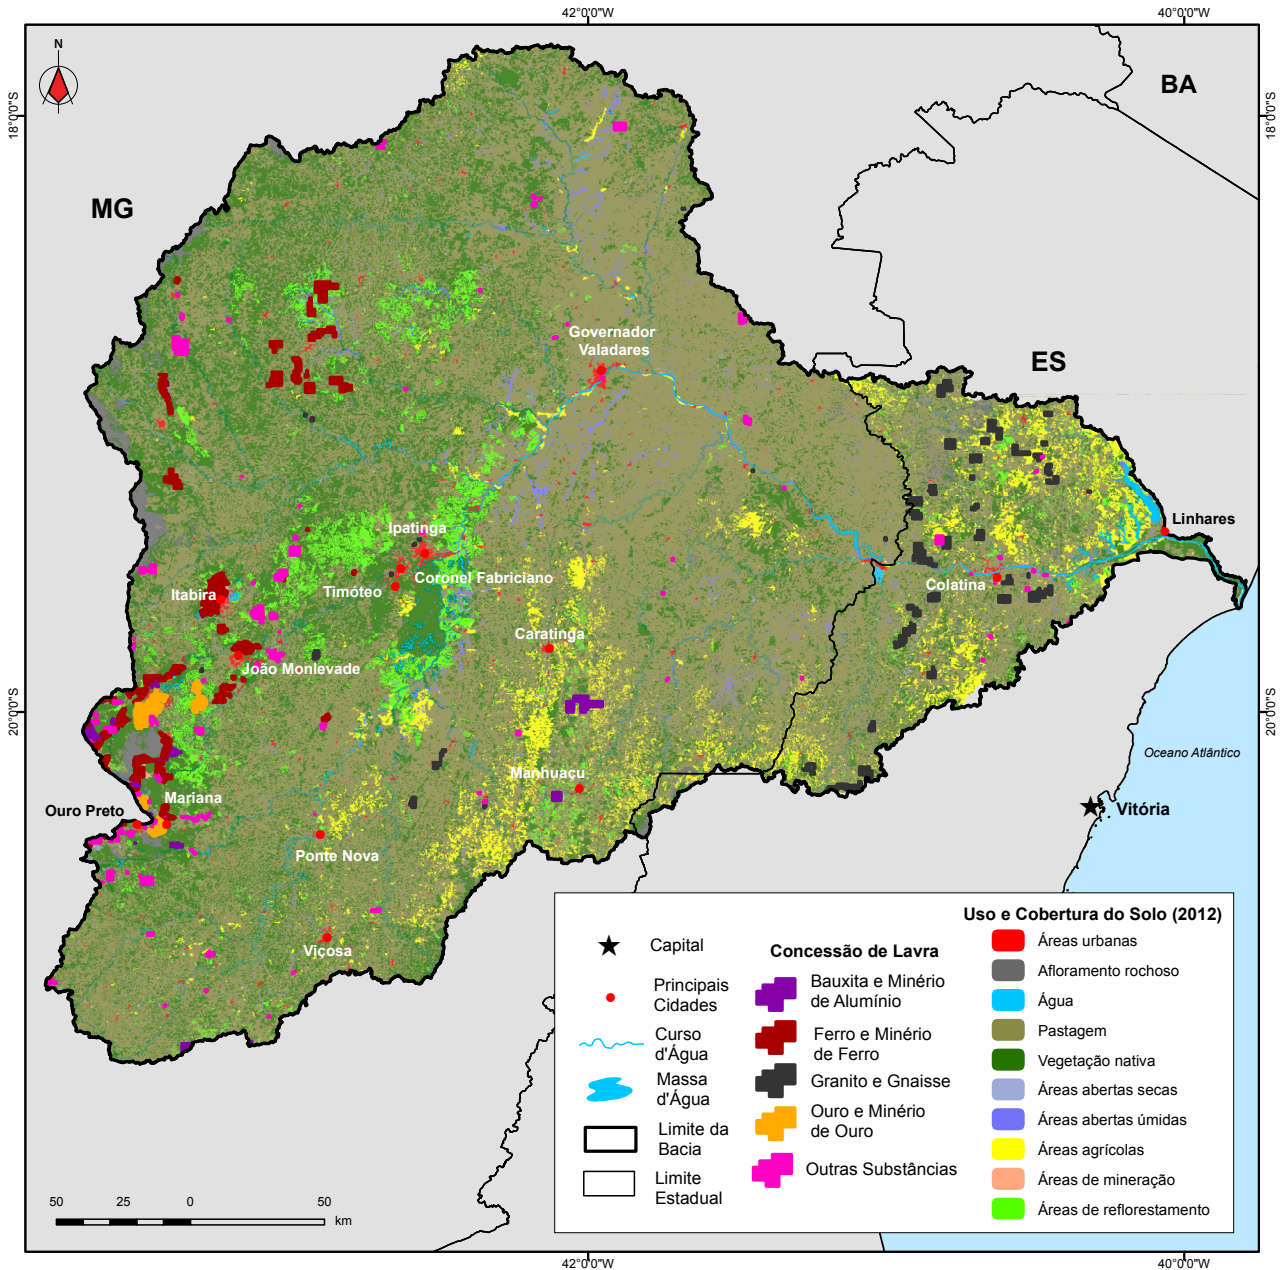 42°0'0"W
40°0'0"W
N
BA
18°0'0"S
18°0'0"S
MG
ES
Governador
Valadares
Linhares
Ipatinga
Coronel Fabriciano
Timóteo
Itabira
Colatina
Caratinga
João Monlevade
20°0'0"S
20°0'0"S
Oceano Atlântico
Manhuaçu
Mariana
Ouro Preto
Vitória
Ponte Nova
Viçosa
Capital
Principais
Cidades
Curso
d'Água
Massa
d'Água
Limite da
Bacia
Limite
Estadual
Concessão de Lavra
Bauxita e Minério
de Alumínio
Ferro e Minério
de Ferro
Granito e Gnaisse
Ouro e Minério
de Ouro
Outras Substâncias
Uso e Cobertura do Solo (2012)
Áreas urbanas
Afloramento rochoso
Água
Pastagem
Vegetação nativa
Áreas abertas secas
Áreas abertas úmidas
Áreas agrícolas
Áreas de mineração
Áreas de reflorestamento
50 25 0 50
km
42°0'0"W
40°0'0"W